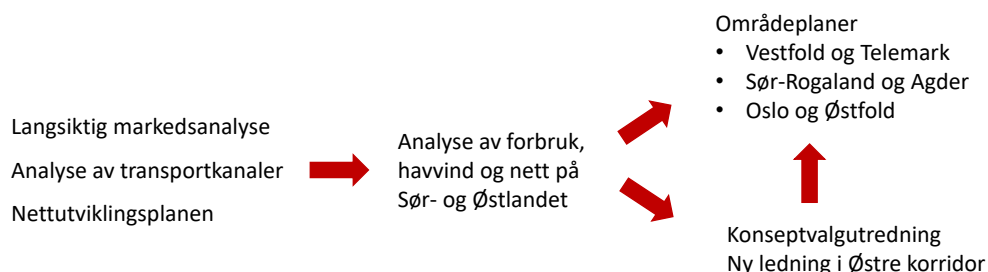 Langsiktig markedsanalyse
Analyse av transportkanaler
Nettutviklingsplanen
Analyse av forbruk,
havvind og nett på
Sør- og Østlandet
Områdeplaner
• Vestfold og Telemark
• Sør-Rogaland og Agder
• Oslo og Østfold
Konseptvalgutredning
Ny ledning i Østre korridor